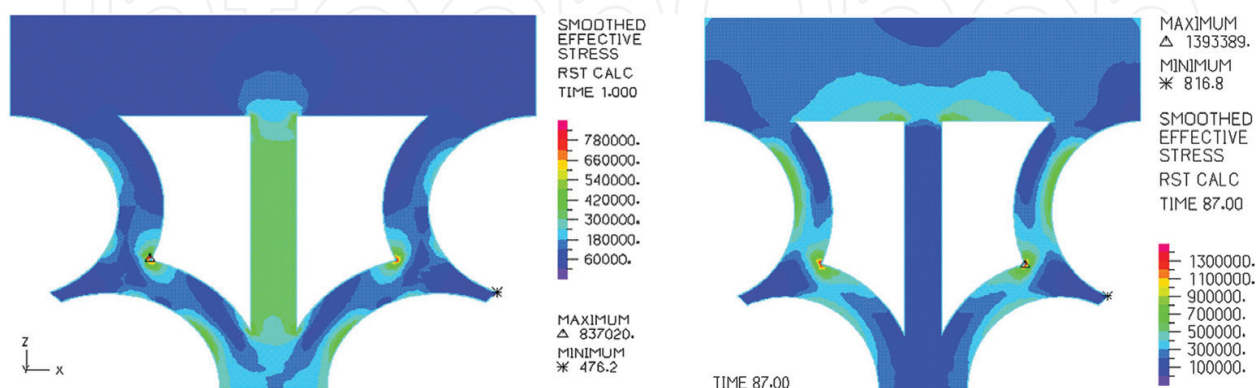 SMOOTHED
EFFECTIVE
STRESS
RST CALC
TIME 1.000
780000.
660000.
540000.
420000.
300000.
180000.
60000.
MAXIMUM
△ 837020.
MINIMUM
* 476.2
Z
X
MAXIMUM
△ 1393389.
MINIMUM
* 816.8
SMOOTHED
EFFECTIVE
STRESS
RST CALC
TIME 87.00
1300000.
1100000.
900000.
700000.
500000.
300000.
100000.
TIME 87.00